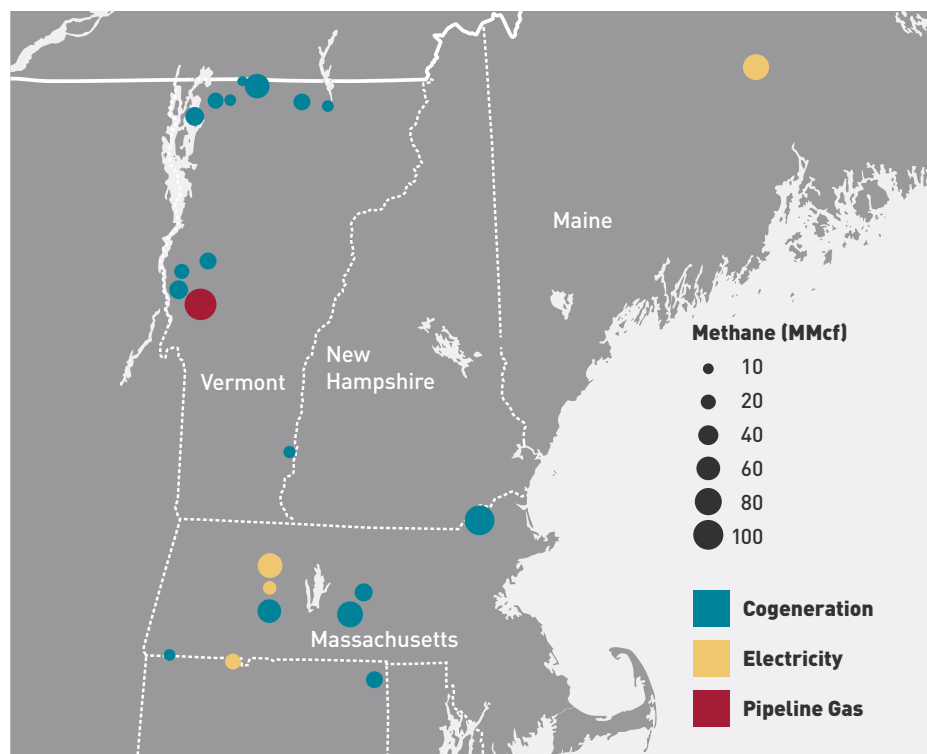 Maine
New
Hampshire
Vermont
Massachusetts
Methane (MMcf)
10
20
40
60
80
100
Cogeneration
Electricity
Pipeline Gas